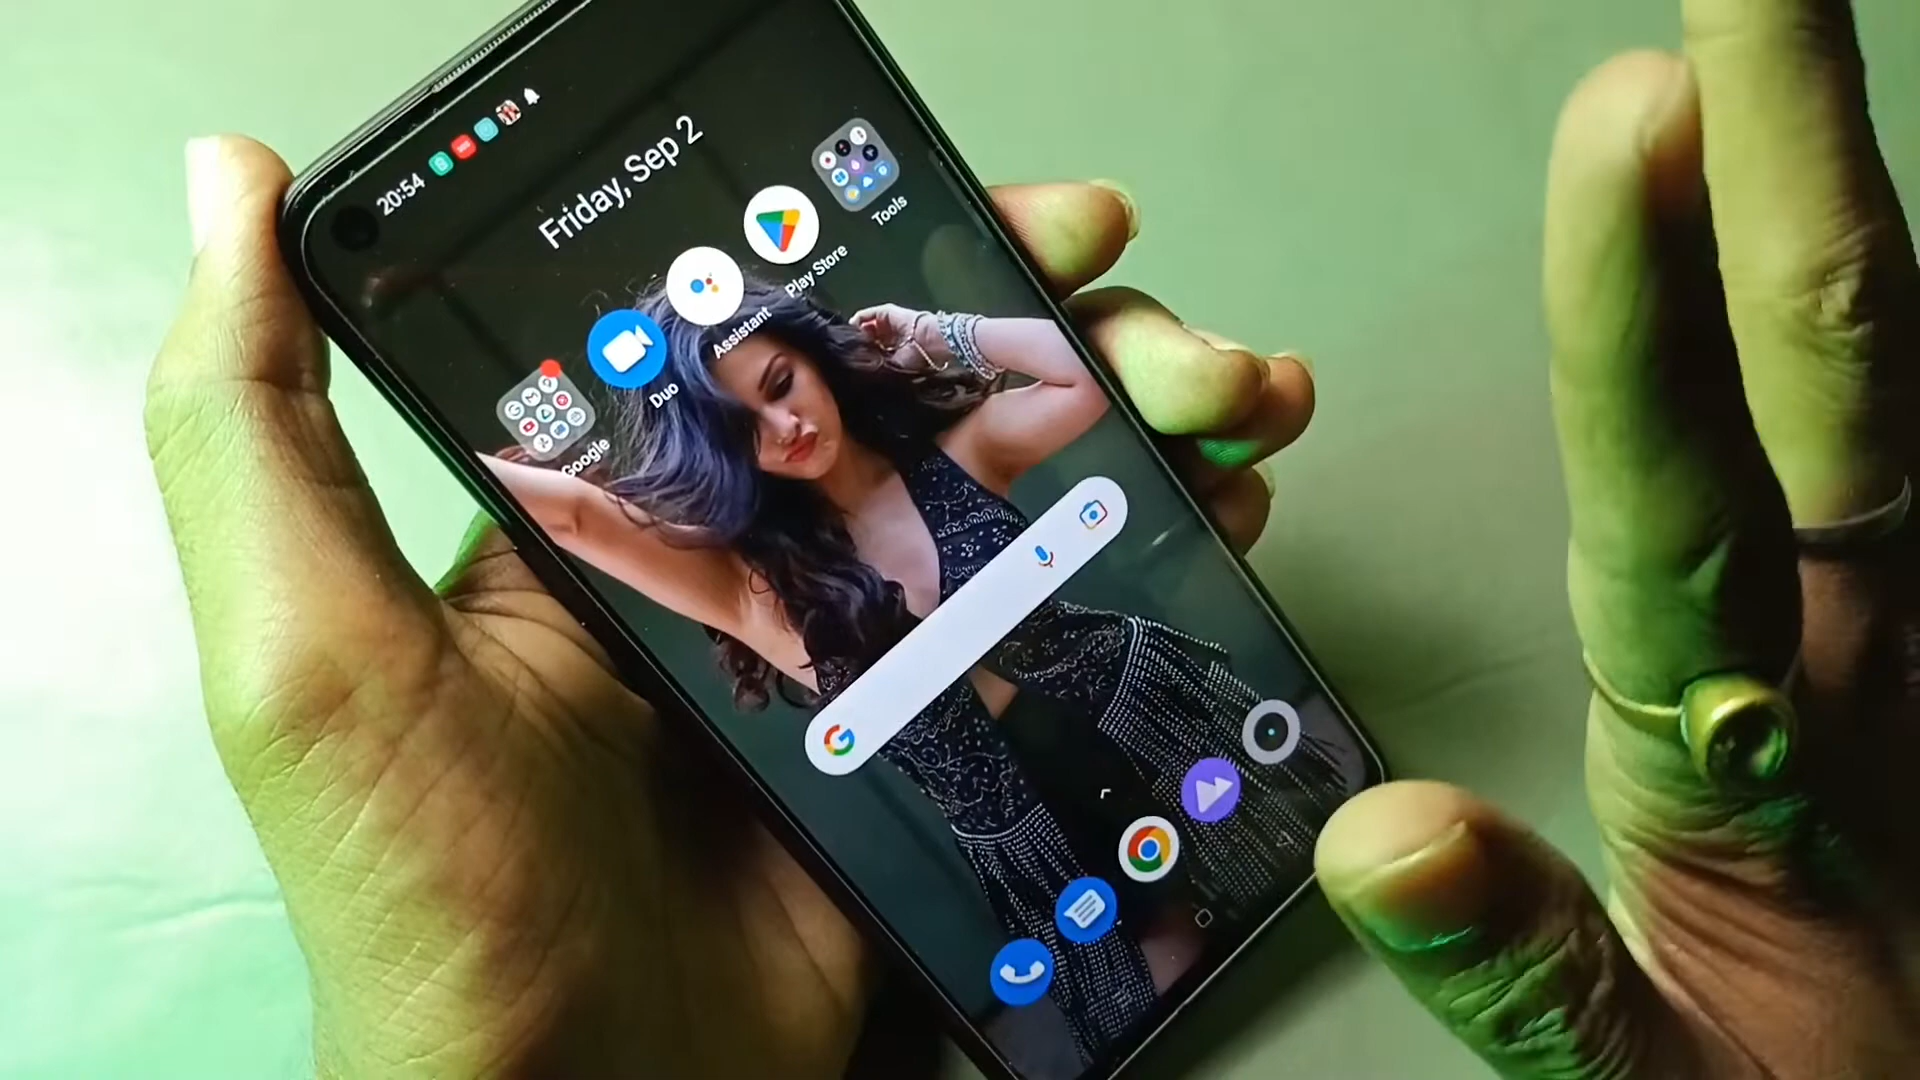 20:54
Friday, Sep 2
Google
Duo
Assistant
Play Store
Tools